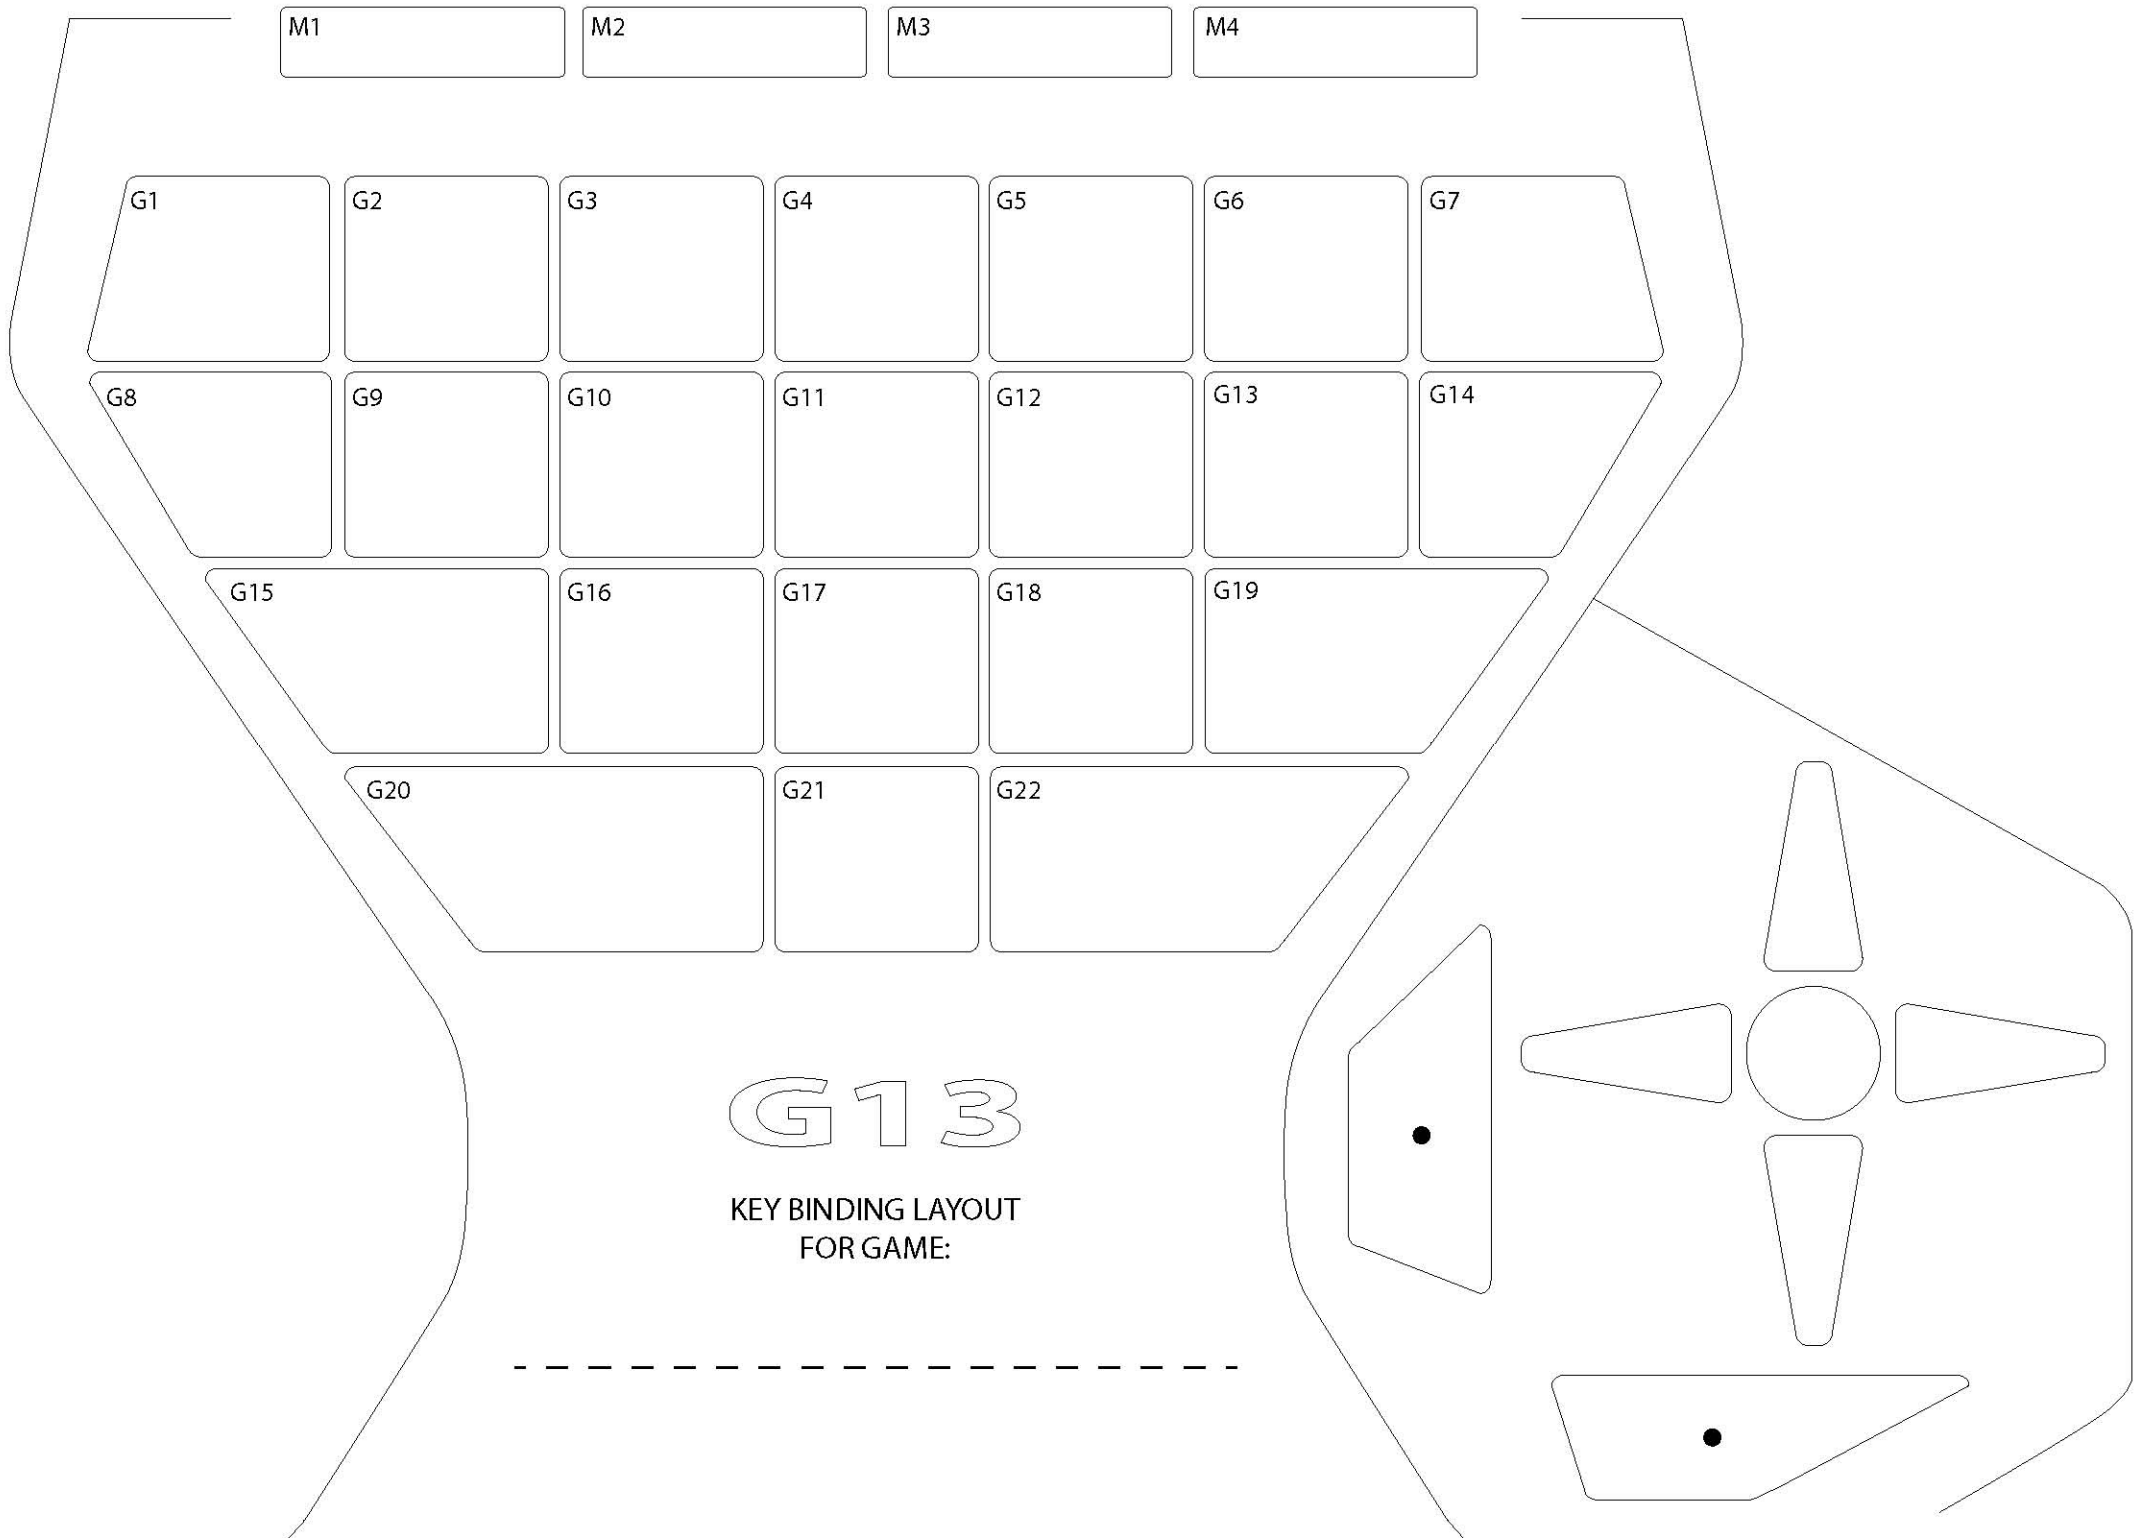 M1 M2 M3 M4
G1 G2 G3 G4 G5 G6 G7
G8 G9 G10 G11 G12 G13 G14
G15 G16 G17 G18 G19
G20 G21 G22
G13
KEY BINDING LAYOUT
FOR GAME: